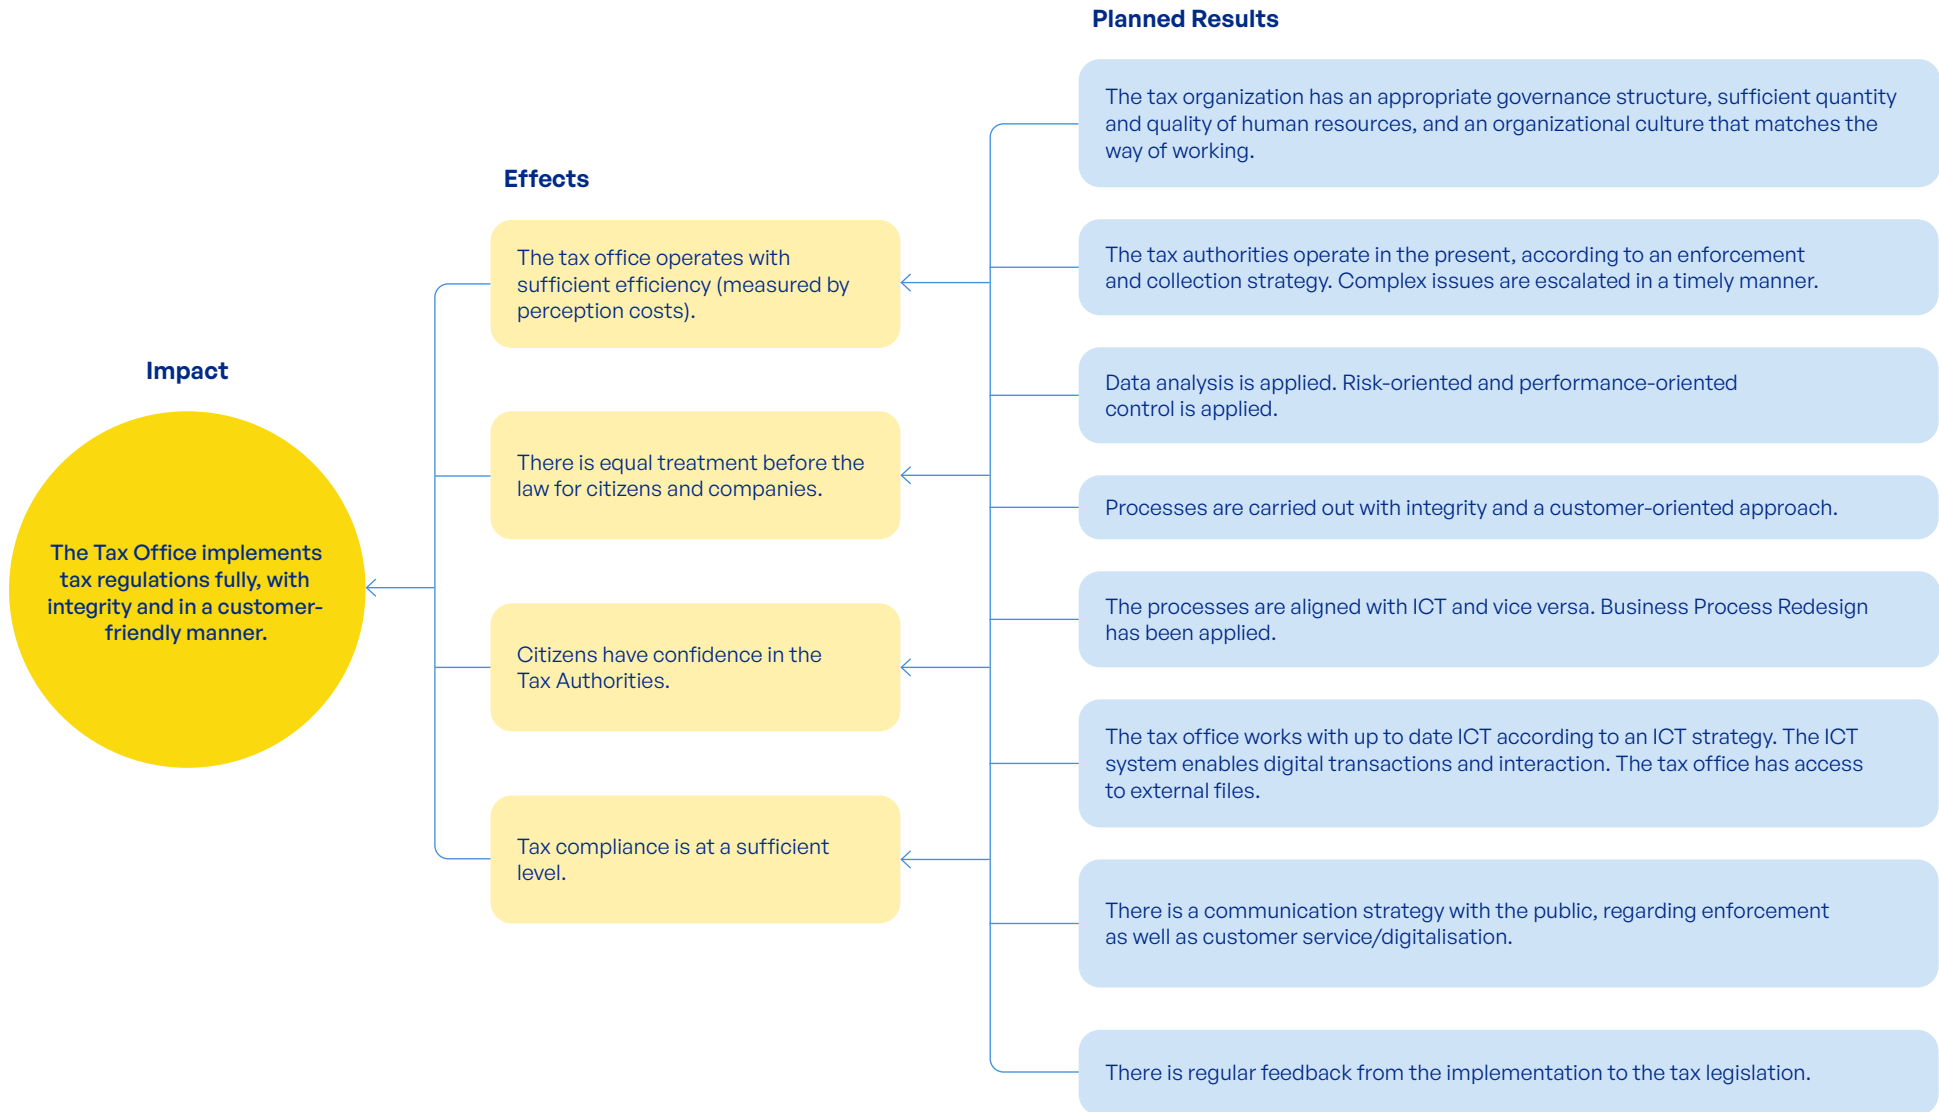 Impact
The Tax Office implements
tax regulations fully, with
integrity and in a customer-
friendly manner.
Effects
The tax office operates with
sufficient efficiency (measured by
perception costs).
There is equal treatment before the
law for citizens and companies.
Citizens have confidence in the
Tax Authorities.
Tax compliance is at a sufficient
level.
Planned Results
The tax organization has an appropriate governance structure, sufficient quantity
and quality of human resources, and an organizational culture that matches the
way of working.
The tax authorities operate in the present, according to an enforcement
and collection strategy. Complex issues are escalated in a timely manner.
Data analysis is applied. Risk-oriented and performance-oriented
control is applied.
Processes are carried out with integrity and a customer-oriented approach.
The processes are aligned with ICT and vice versa. Business Process Redesign
has been applied.
The tax office works with up to date ICT according to an ICT strategy. The ICT
system enables digital transactions and interaction. The tax office has access
to external files.
There is a communication strategy with the public, regarding enforcement
as well as customer service/digitalisation.
There is regular feedback from the implementation to the tax legislation.